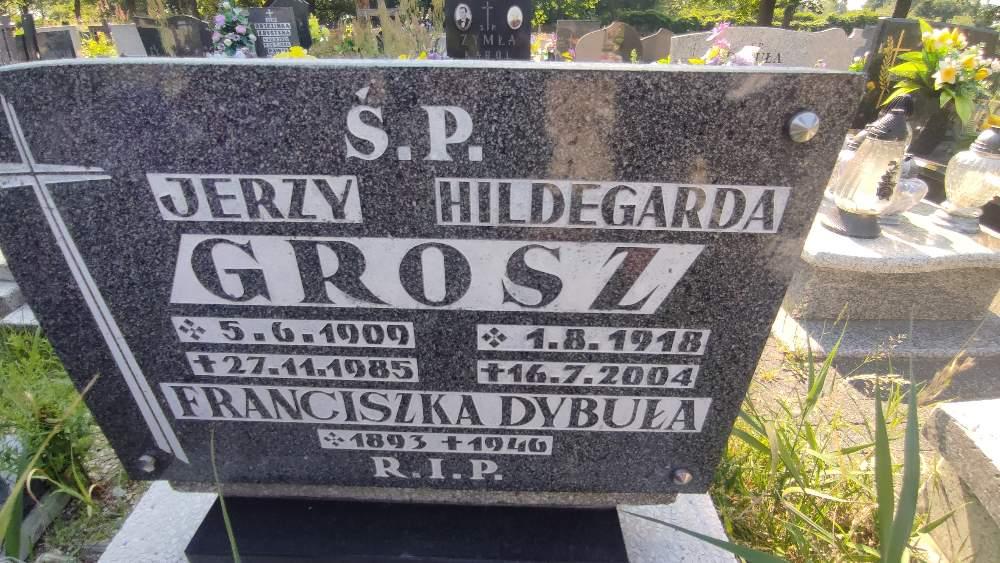 ZYMŁA
Ś.P.
JERZY HILDEGARDA
GROSZ
5.6.1909 1.8.1918
✝27.11.1985 ✝16.7.2004
FRANCISZKA DYBUŁA
1893 ✝1946
R.I.P.